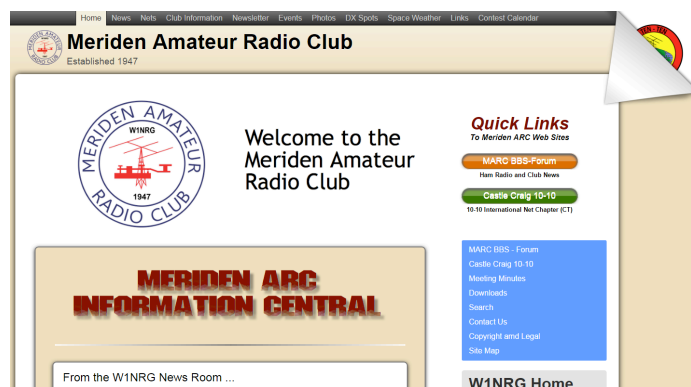 Home News Nets Club Information Newsletter Events Photos DX Spots Space Weather Links Contest Calendar
Meriden Amateur Radio Club
Established 1947
MERIDEN AMATEUR
W1NRG
1947
RADIO CLUB
Welcome to the
Meriden Amateur
Radio Club
Quick Links
To Meriden ARC Web Sites
MARC BBS-Forum
Ham Radio and Club News
Castle Craig 10-10
10-10 International Net Chapter (CT)
MERIDEN ARC
INFORMATION CENTRAL
From the W1NRG News Room ...
MARC BBS - Forum
Castle Craig 10-10
Meeting Minutes
Downloads
Search
Contact Us
Copyright amd Legal
Site Map
W1NRG Home